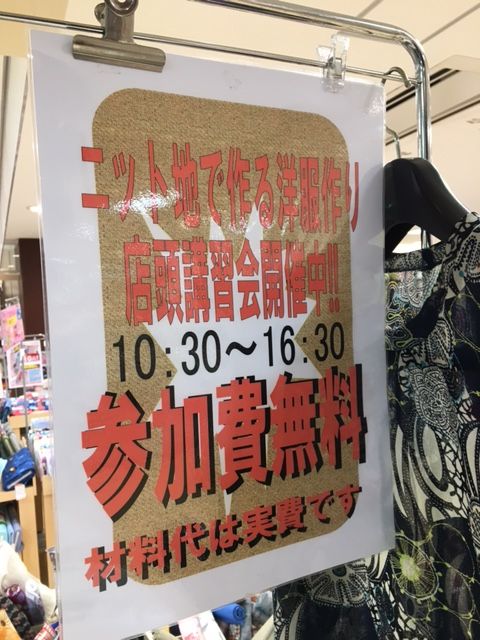 ニット地で作る洋服作り
店頭講習会開催中!!
10:30～16:30
参加費無料
材料代は実費です